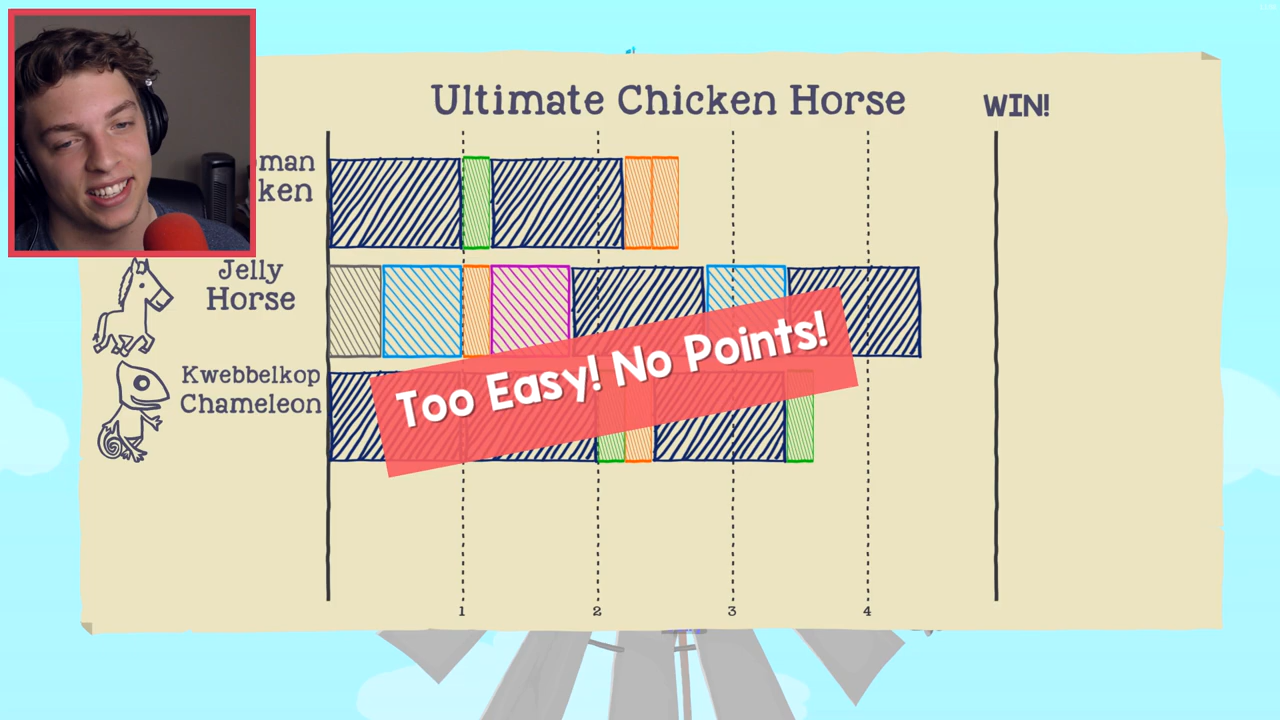 Ultimate Chicken Horse
WIN!
man
ken
Jelly
Horse
Too Easy! No Points!
Kwebbelkop
Chameleon
1 2 3 4